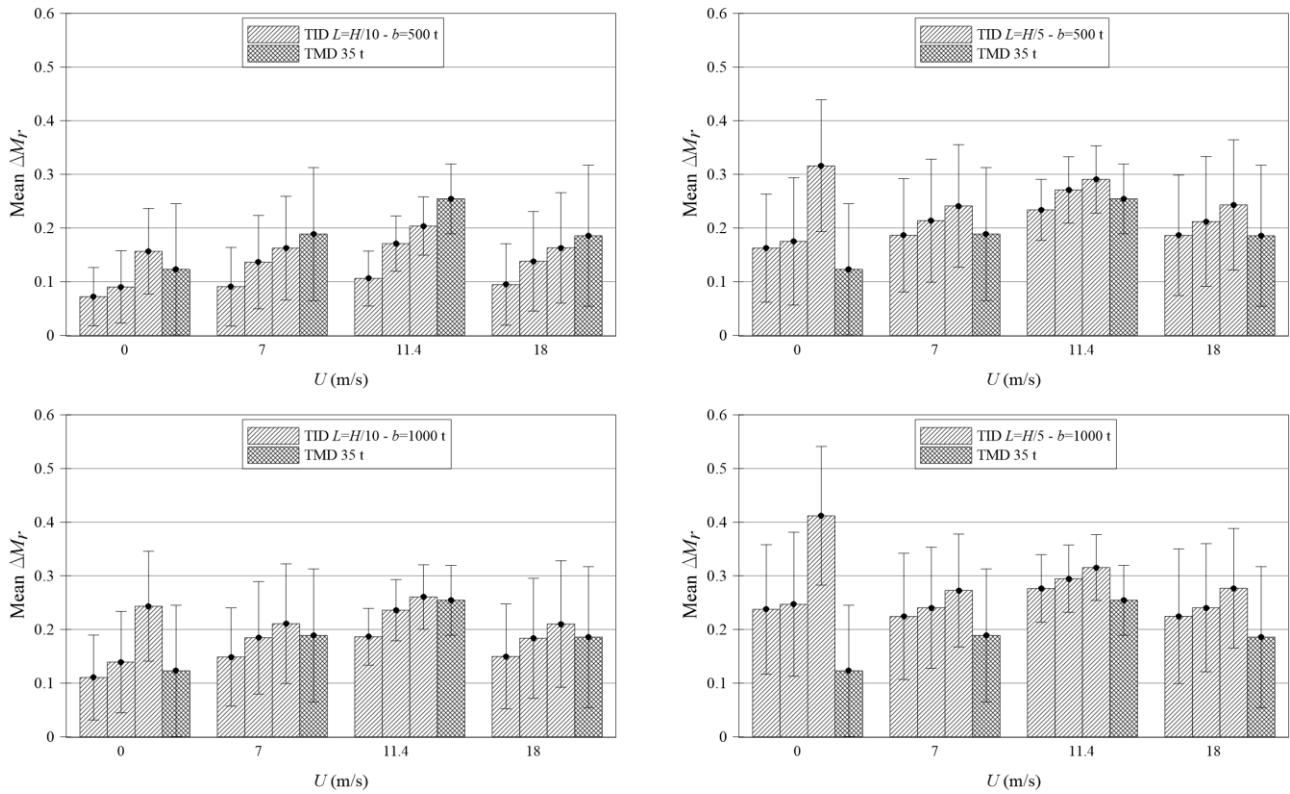 0.6
0.5
0.4
0.3
0.2
0.1
0
Mean ΔMr
TID L=H/10 - b=500 t
TMD 35 t
0 7 11.4 18
U (m/s)
0.6
0.5
0.4
0.3
0.2
0.1
0
Mean ΔMr
TID L=H/5 - b=500 t
TMD 35 t
0 7 11.4 18
U (m/s)
0.6
0.5
0.4
0.3
0.2
0.1
0
Mean ΔMr
TID L=H/10 - b=1000 t
TMD 35 t
0 7 11.4 18
U (m/s)
0.6
0.5
0.4
0.3
0.2
0.1
0
Mean ΔMr
TID L=H/5 - b=1000 t
TMD 35 t
0 7 11.4 18
U (m/s)